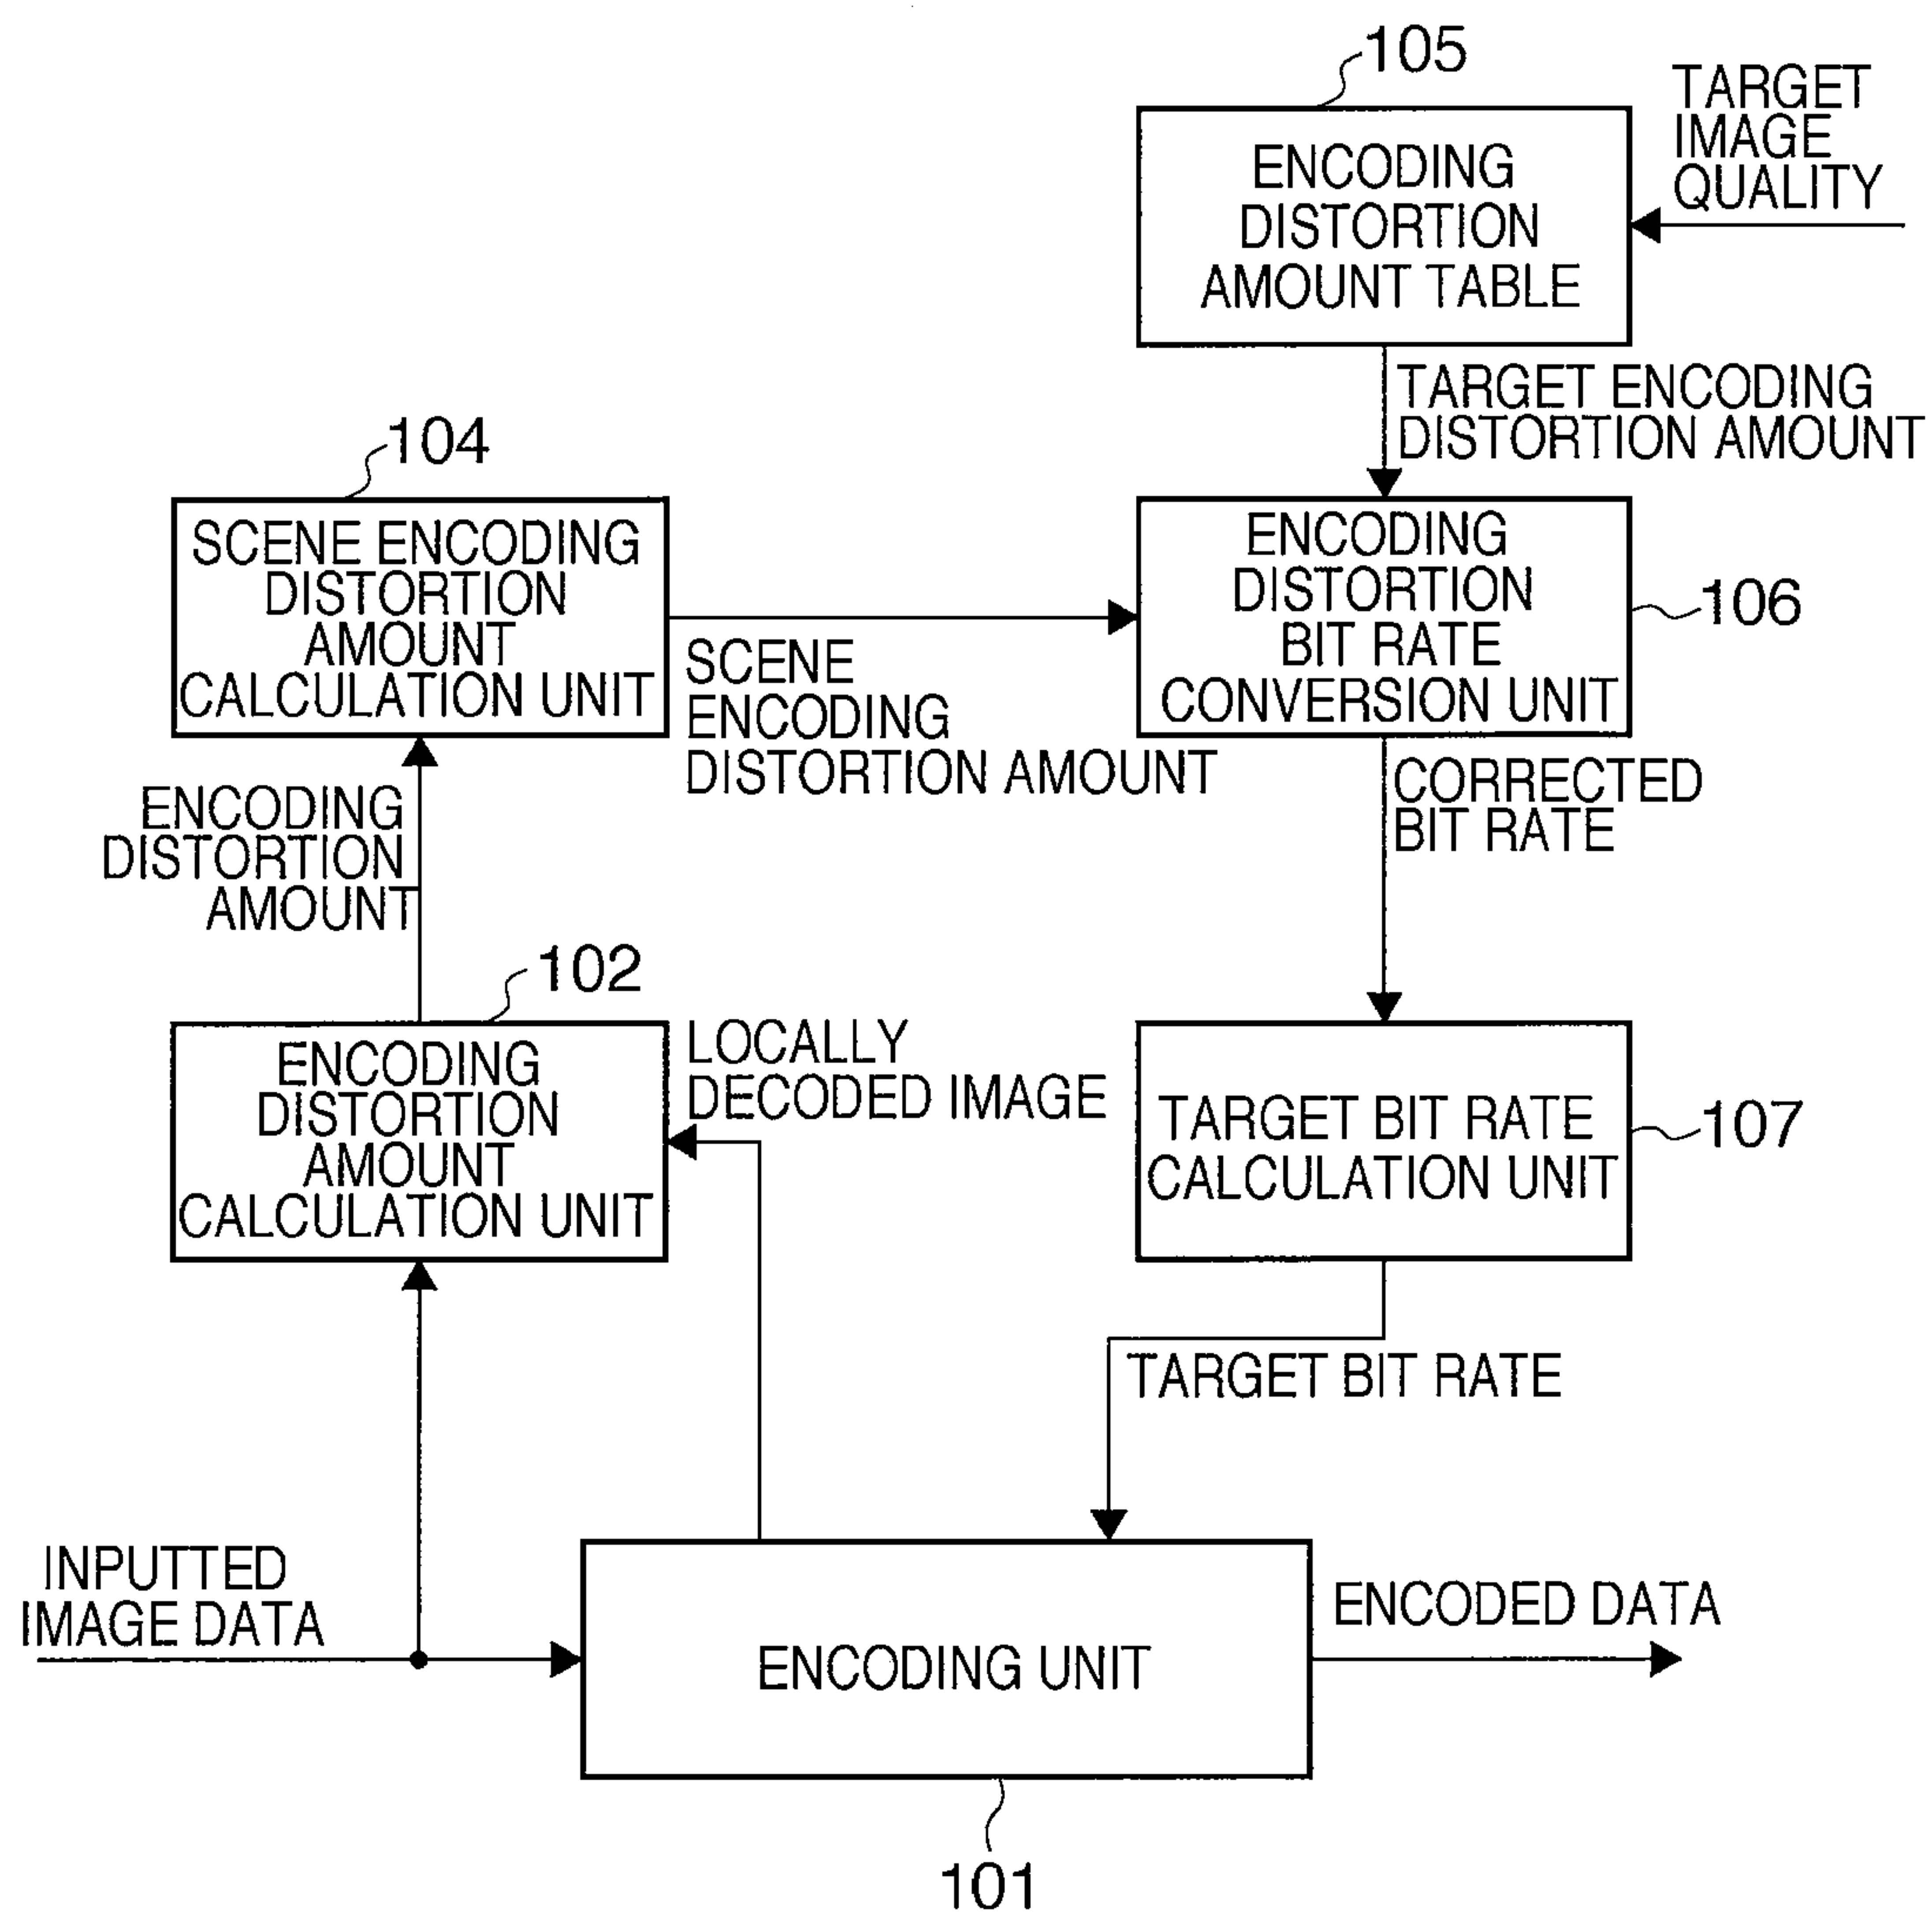 105
TARGET
IMAGE
QUALITY
ENCODING
DISTORTION
AMOUNT TABLE
TARGET ENCODING
DISTORTION AMOUNT
104
SCENE ENCODING
DISTORTION
AMOUNT
CALCULATION UNIT
ENCODING
DISTORTION
BIT RATE
CONVERSION UNIT
106
SCENE
ENCODING
DISTORTION AMOUNT
CORRECTED
BIT RATE
ENCODING
DISTORTION
AMOUNT
102
ENCODING
DISTORTION
AMOUNT
CALCULATION UNIT
LOCALLY
DECODED IMAGE
TARGET BIT RATE
CALCULATION UNIT
107
TARGET BIT RATE
INPUTTED
IMAGE DATA
ENCODING UNIT
ENCODED DATA
101